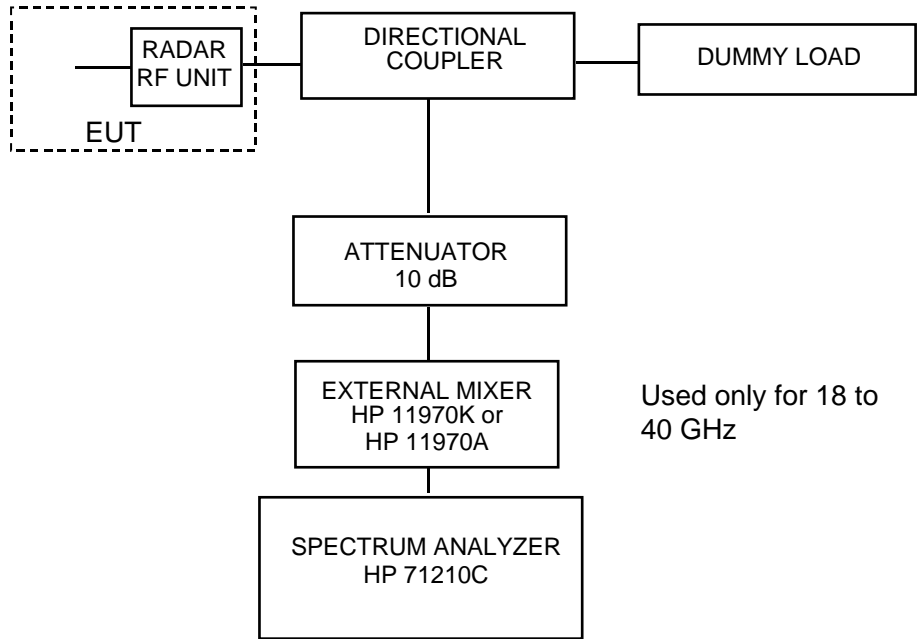 RADAR
RF UNIT
EUT
DIRECTIONAL
COUPLER
DUMMY LOAD
ATTENUATOR
10 dB
EXTERNAL MIXER
HP 11970K or
HP 11970A
Used only for 18 to
40 GHz
SPECTRUM ANALYZER
HP 71210C